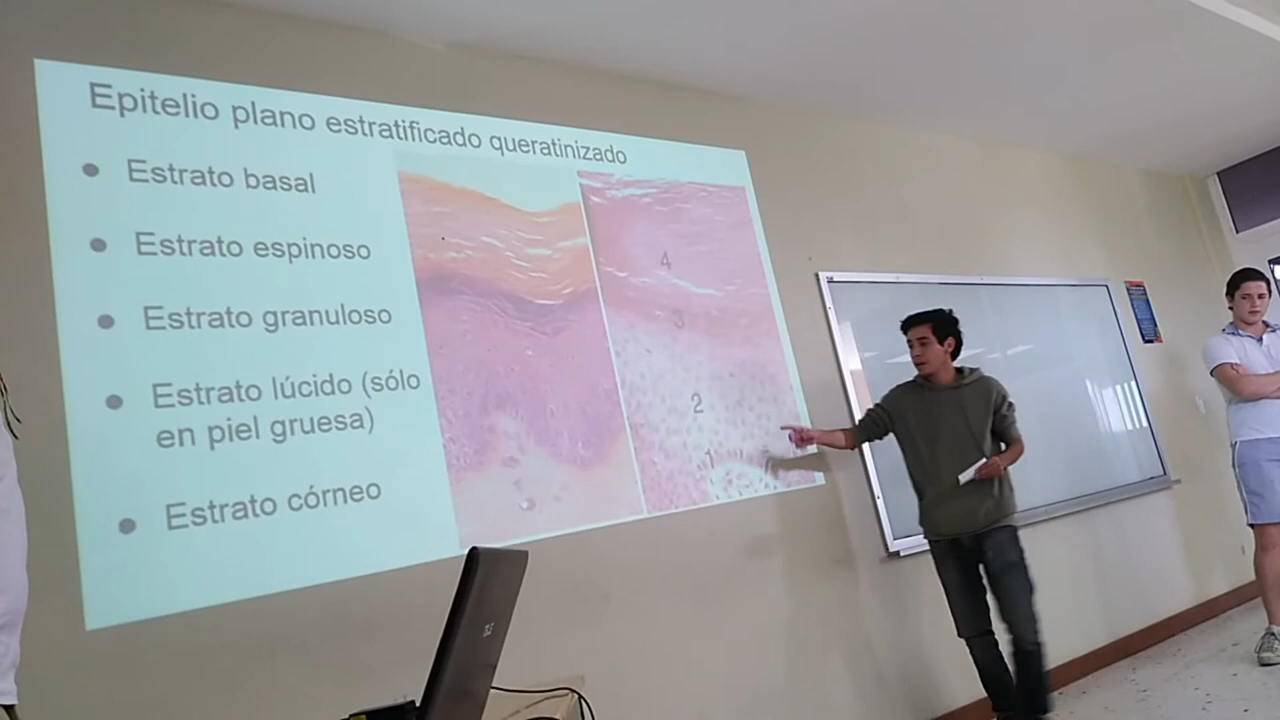 Epitelio plano estratificado queratinizado
Estrato basal
Estrato espinoso
Estrato granuloso
Estrato lúcido (sólo
en piel gruesa)
Estrato córneo
4
3
2
1